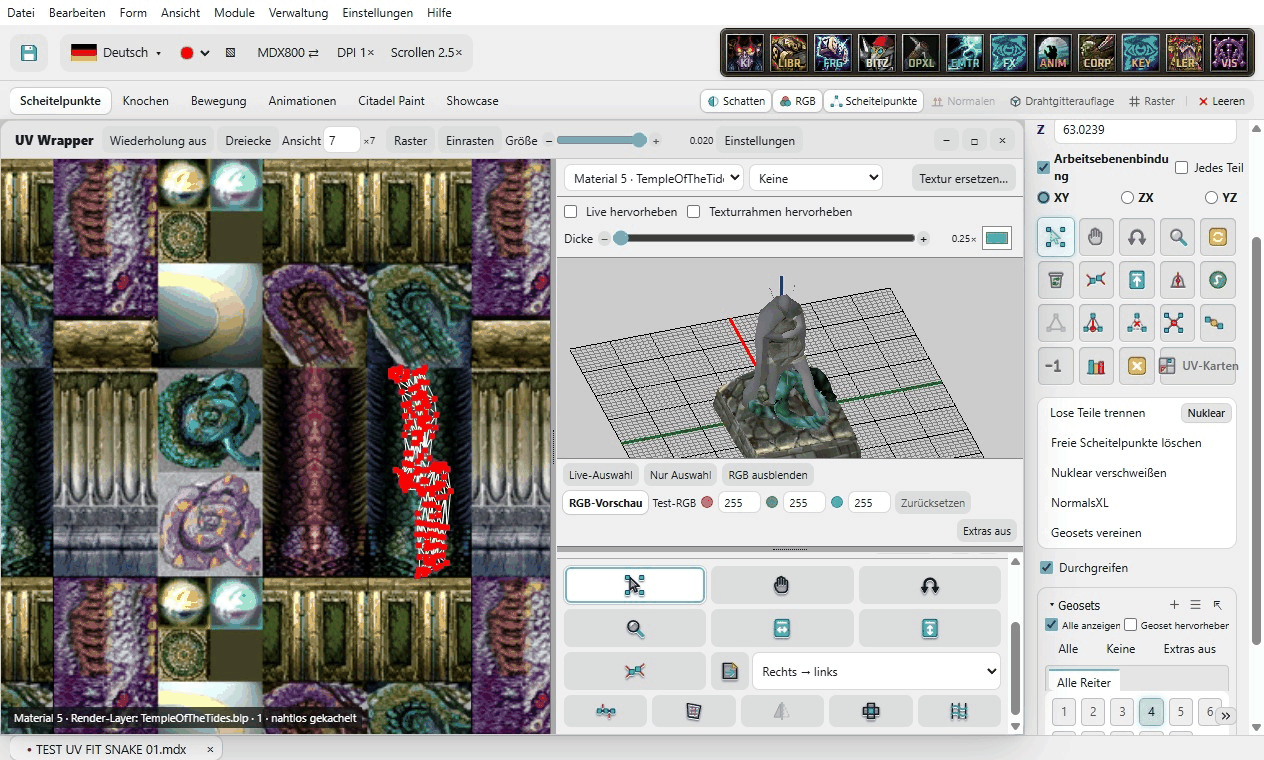 Datei Bearbeiten Form Ansicht Module Verwaltung Einstellungen Hilfe
Deutsch MDX800 ⇄ DPI 1× Scrollen 2.5×
KI LIBR ERG BITZ OPXL EMTR FX ANIM CORP KEY LER VIS
Scheitelpunkte Knochen Bewegung Animationen Citadel Paint Showcase
Schatten RGB Scheitelpunkte Normalen Drahtgitterauflage Raster × Leeren
UV Wrapper Wiederholung aus Dreiecke Ansicht 7 ×7 Raster Einrasten Größe − + 0.020 Einstellungen − □ ×
Material 5 · TempleOfTheTide Keine Textur ersetzen...
Live hervorheben Texturrahmen hervorheben
Dicke − + 0.25×
Live-Auswahl Nur Auswahl RGB ausblenden
RGB-Vorschau Test-RGB 255 255 255 Zurücksetzen
Extras aus
Rechts → links
Material 5 · Render-Layer: TempleOfTheTides.blp · 1 · nahtlos gekachelt
• TEST UV FIT SNAKE 01.mdx ×
Z 63.0239
Arbeitsebenenbindu
ng
Jedes Teil
XY ZX YZ
−1 UV-Karten
Lose Teile trennen Nuklear
Freie Scheitelpunkte löschen
Nuklear verschweißen
NormalsXL
Geosets vereinen
Durchgreifen
Geosets + ☰
Alle anzeigen Geoset hervorheber
Alle Keine Extras aus
Alle Reiter
1 2 3 4 5 6 »